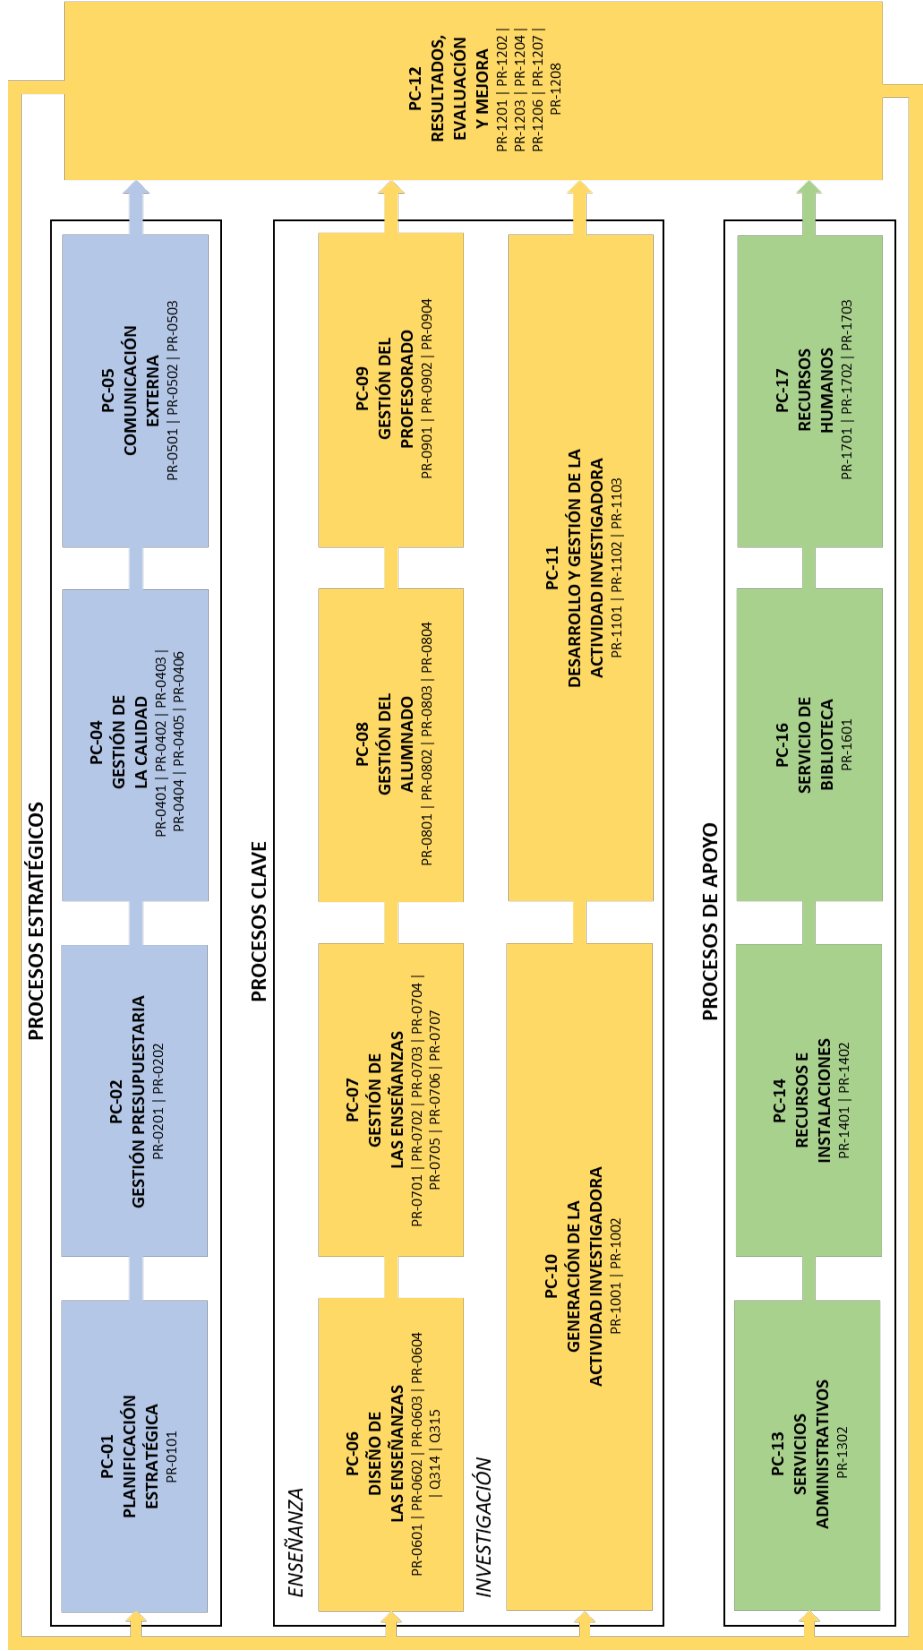 PROCESOS ESTRATÉGICOS
PC-01
PLANIFICACIÓN
ESTRATÉGICA
PR-0101
PC-02
GESTIÓN PRESUPUESTARIA
PR-0201 | PR-0202
PC-04
GESTIÓN DE
LA CALIDAD
PR-0401 | PR-0402 | PR-0403 |
PR-0404 | PR-0405 | PR-0406
PC-05
COMUNICACIÓN
EXTERNA
PR-0501 | PR-0502 | PR-0503
PROCESOS CLAVE
ENSEÑANZA
PC-06
DISEÑO DE
LAS ENSEÑANZAS
PR-0601 | PR-0602 | PR-0603 | PR-0604
| Q314 | Q315
PC-07
GESTIÓN DE
LAS ENSEÑANZAS
PR-0701 | PR-0702 | PR-0703 | PR-0704 |
PR-0705 | PR-0706 | PR-0707
PC-08
GESTIÓN DEL
ALUMNADO
PR-0801 | PR-0802 | PR-0803 | PR-0804
PC-09
GESTIÓN DEL
PROFESORADO
PR-0901 | PR-0902 | PR-0904
INVESTIGACIÓN
PC-10
GENERACIÓN DE LA
ACTIVIDAD INVESTIGADORA
PR-1001 | PR-1002
PC-11
DESARROLLO Y GESTIÓN DE LA
ACTIVIDAD INVESTIGADORA
PR-1101 | PR-1102 | PR-1103
PROCESOS DE APOYO
PC-13
SERVICIOS
ADMINISTRATIVOS
PR-1302
PC-14
RECURSOS E
INSTALACIONES
PR-1401 | PR-1402
PC-16
SERVICIO DE
BIBLIOTECA
PR-1601
PC-17
RECURSOS
HUMANOS
PR-1701 | PR-1702 | PR-1703
PC-12
RESULTADOS,
EVALUACIÓN
Y MEJORA
PR-1201 | PR-1202 |
PR-1203 | PR-1204 |
PR-1206 | PR-1207 |
PR-1208